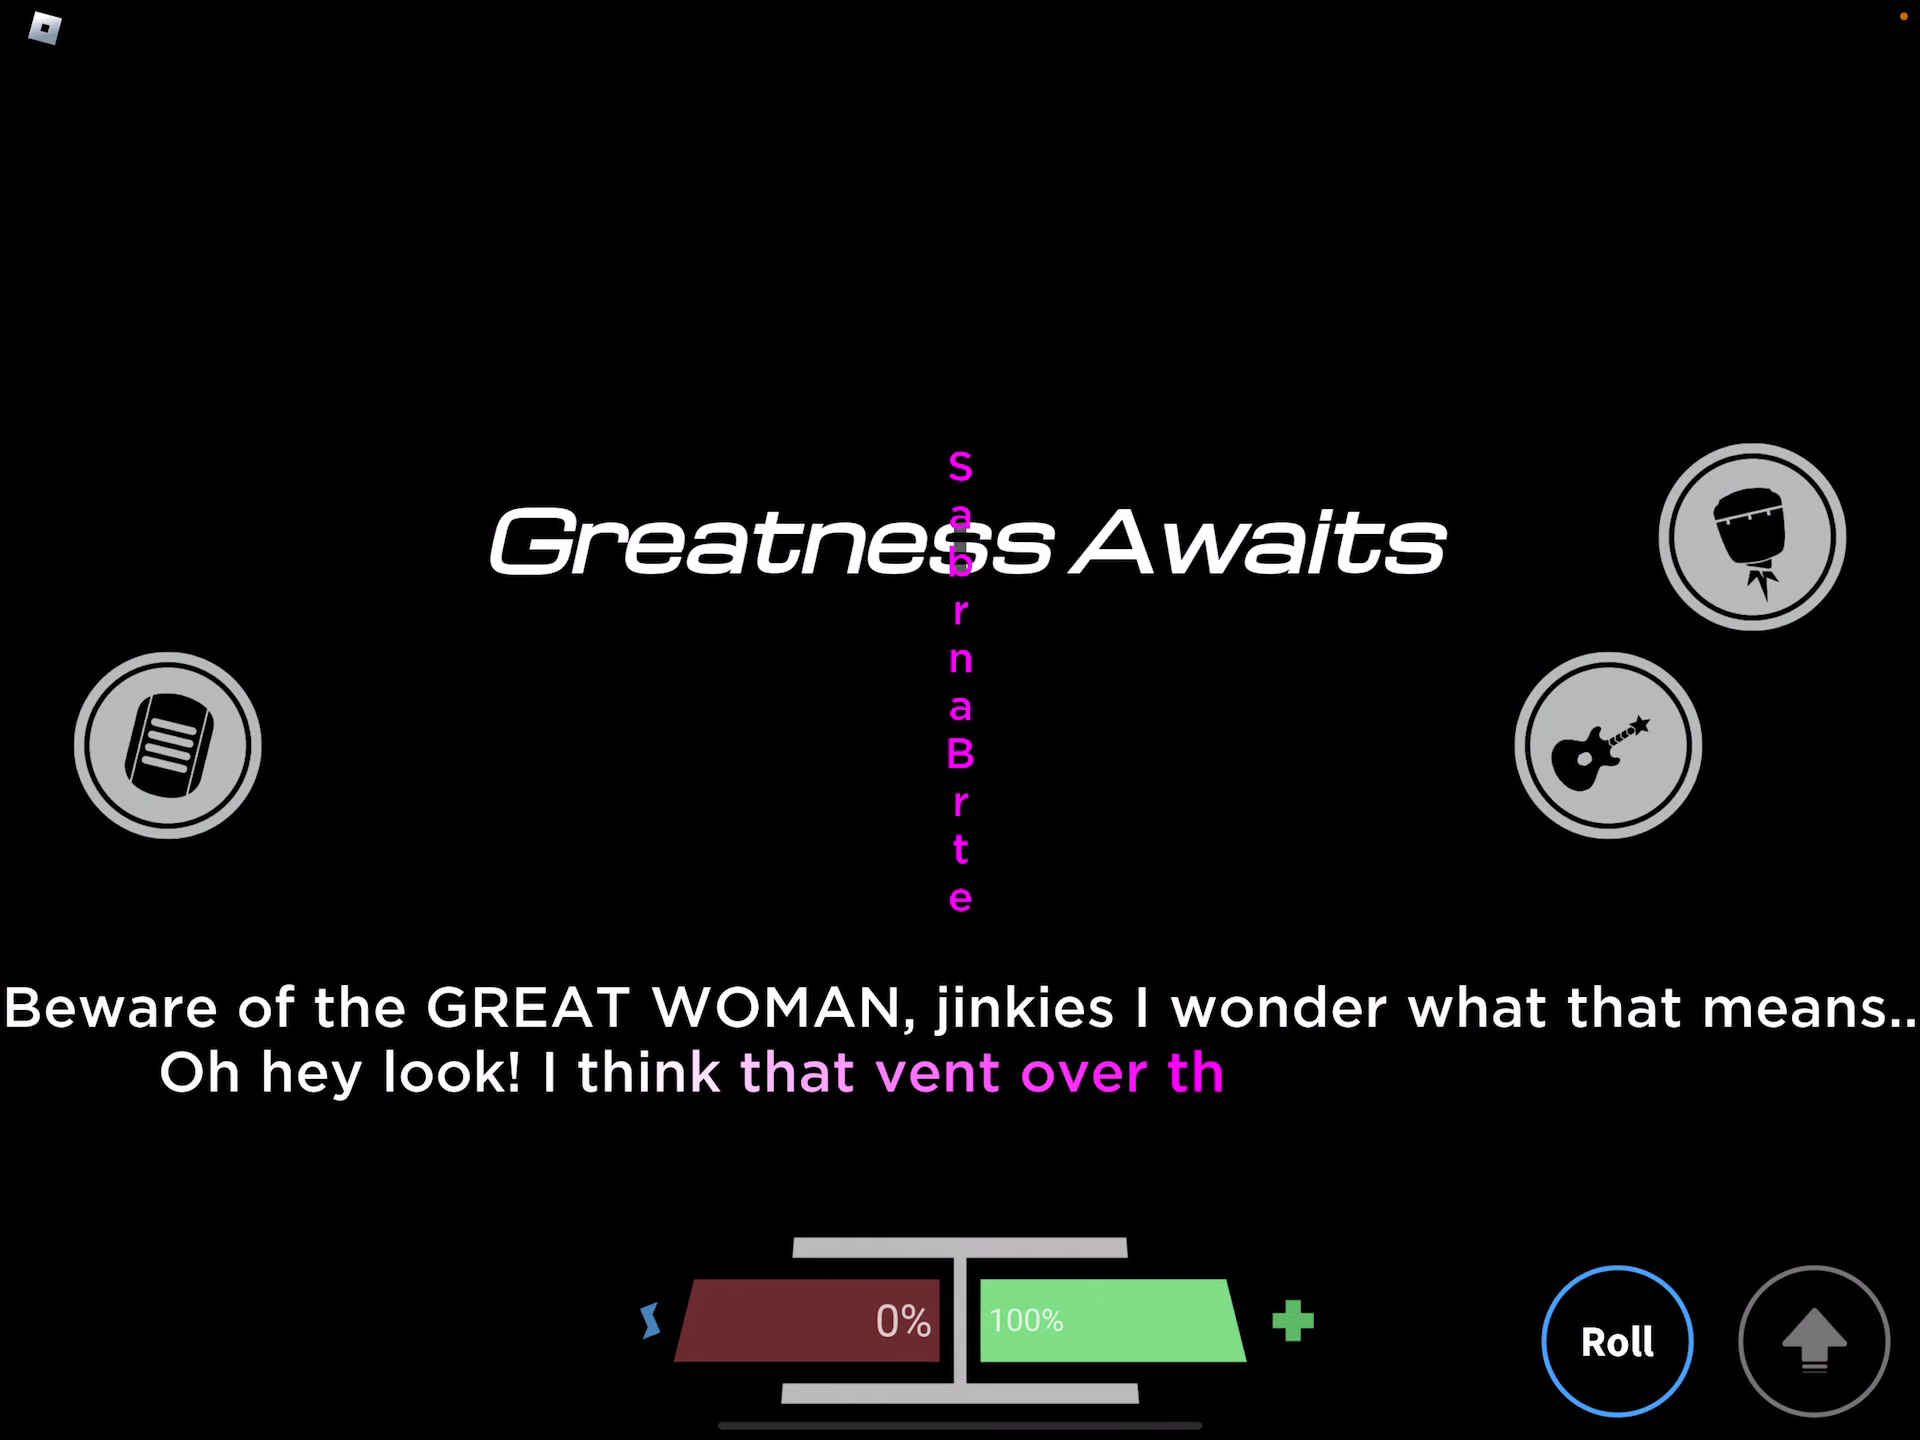 Greatness Awaits
SabrnaBrte
Beware of the GREAT WOMAN, jinkies I wonder what that means..
Oh hey look! I think that vent over th
0%
100%
Roll